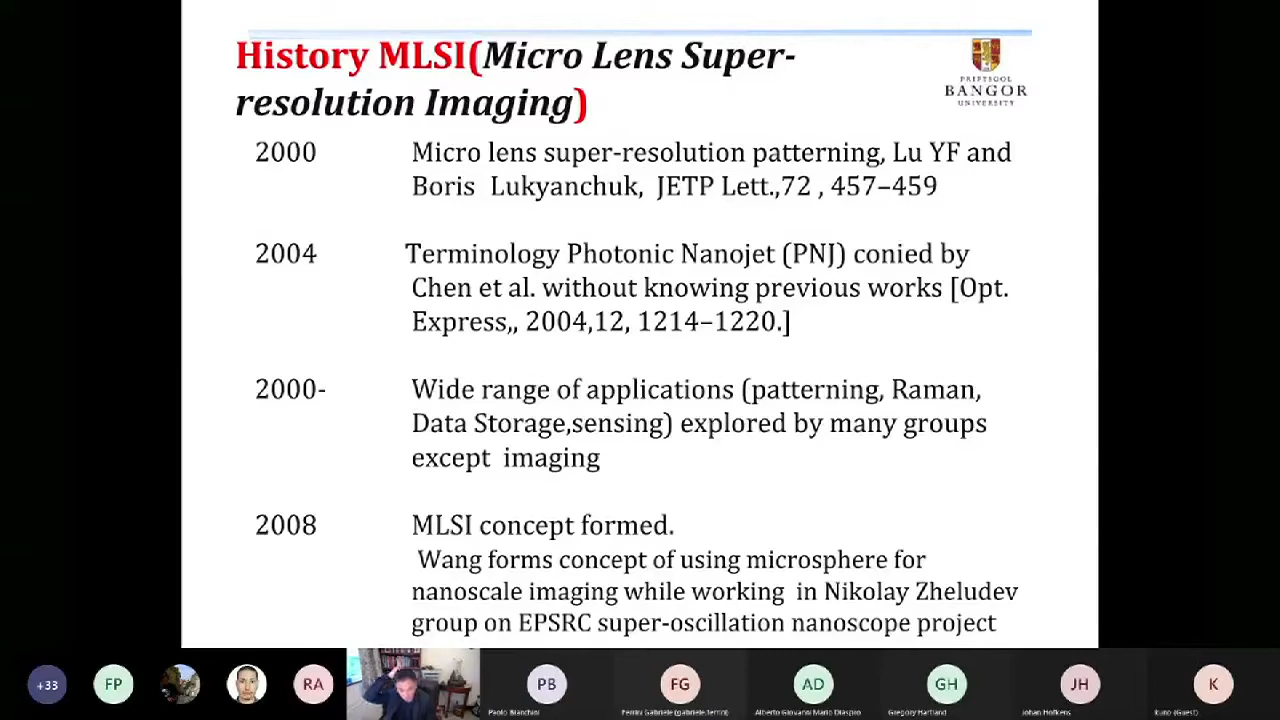 History MLSI(Micro Lens Super-
resolution Imaging)
PRIFYSGOL
BANGOR
UNIVERSITY
2000 Micro lens super-resolution patterning, Lu YF and
Boris Lukyanchuk, JETP Lett.,72 , 457–459
2004 Terminology Photonic Nanojet (PNJ) conied by
Chen et al. without knowing previous works [Opt.
Express,, 2004,12, 1214–1220.]
2000- Wide range of applications (patterning, Raman,
Data Storage,sensing) explored by many groups
except imaging
2008 MLSI concept formed.
Wang forms concept of using microsphere for
nanoscale imaging while working in Nikolay Zheludev
group on EPSRC super-oscillation nanoscope project
+33 FP RA PB FG AD GH JH K
Paolo Bianchini Ferrini Gabriele(gabriele.ferrini) Alberto Giovanni Maria Diaspro Gregory Hartland Johan Hofkens kuno (Guest)